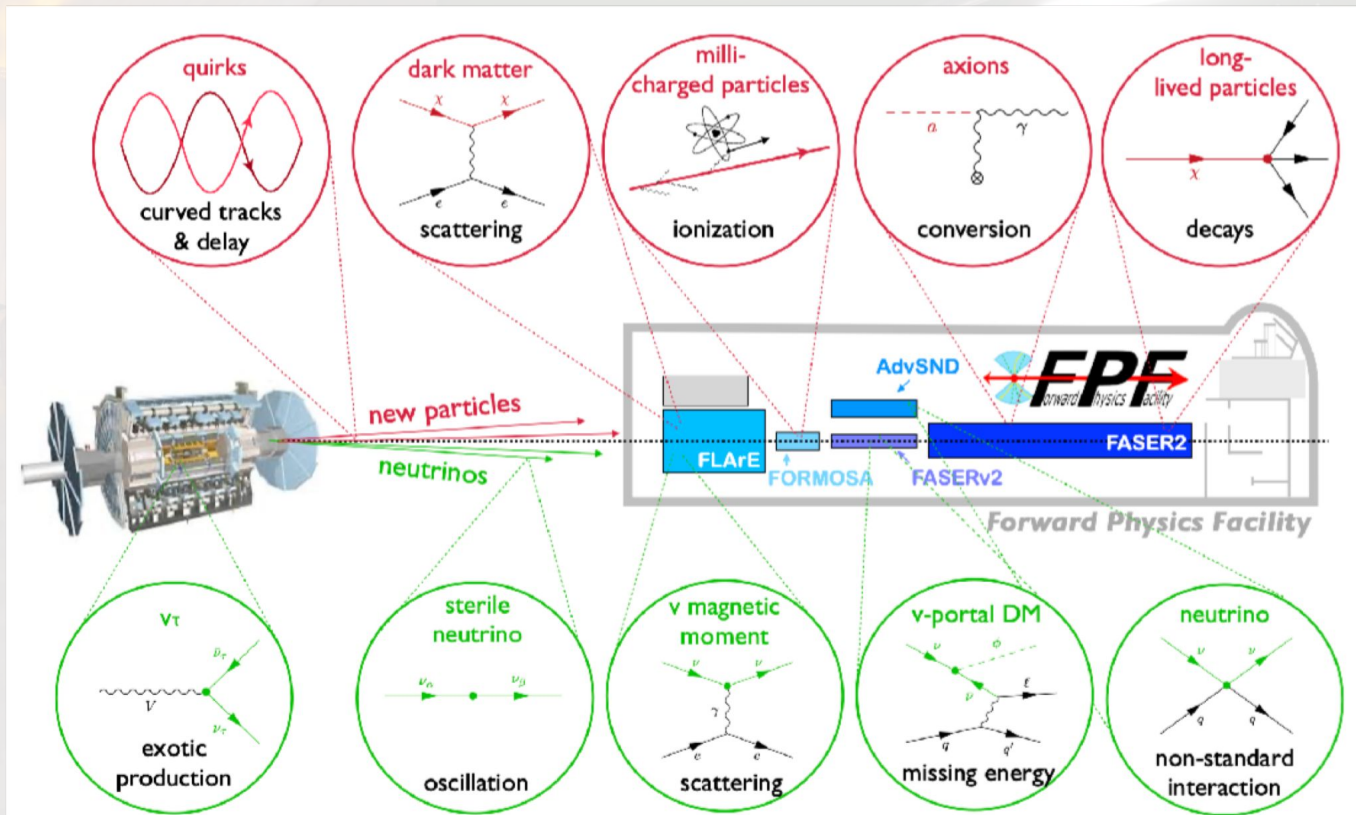 quirks
curved tracks
& delay
dark matter
χ χ
e e
scattering
milli-
charged particles
ionization
axions
a γ
conversion
long-
lived particles
χ
decays
new particles
neutrinos
AdvSND
FPF
Forward Physics Facility
FLArE
FORMOSA
FASERν2
FASER2
Forward Physics Facility
ντ
ν̄τ
V
ντ
exotic
production
sterile
neutrino
να νβ
oscillation
ν magnetic
moment
ν ν
γ
e e
scattering
ν-portal DM
ν ϕ
ν ℓ
q q'
missing energy
neutrino
ν ν
q q
non-standard
interaction